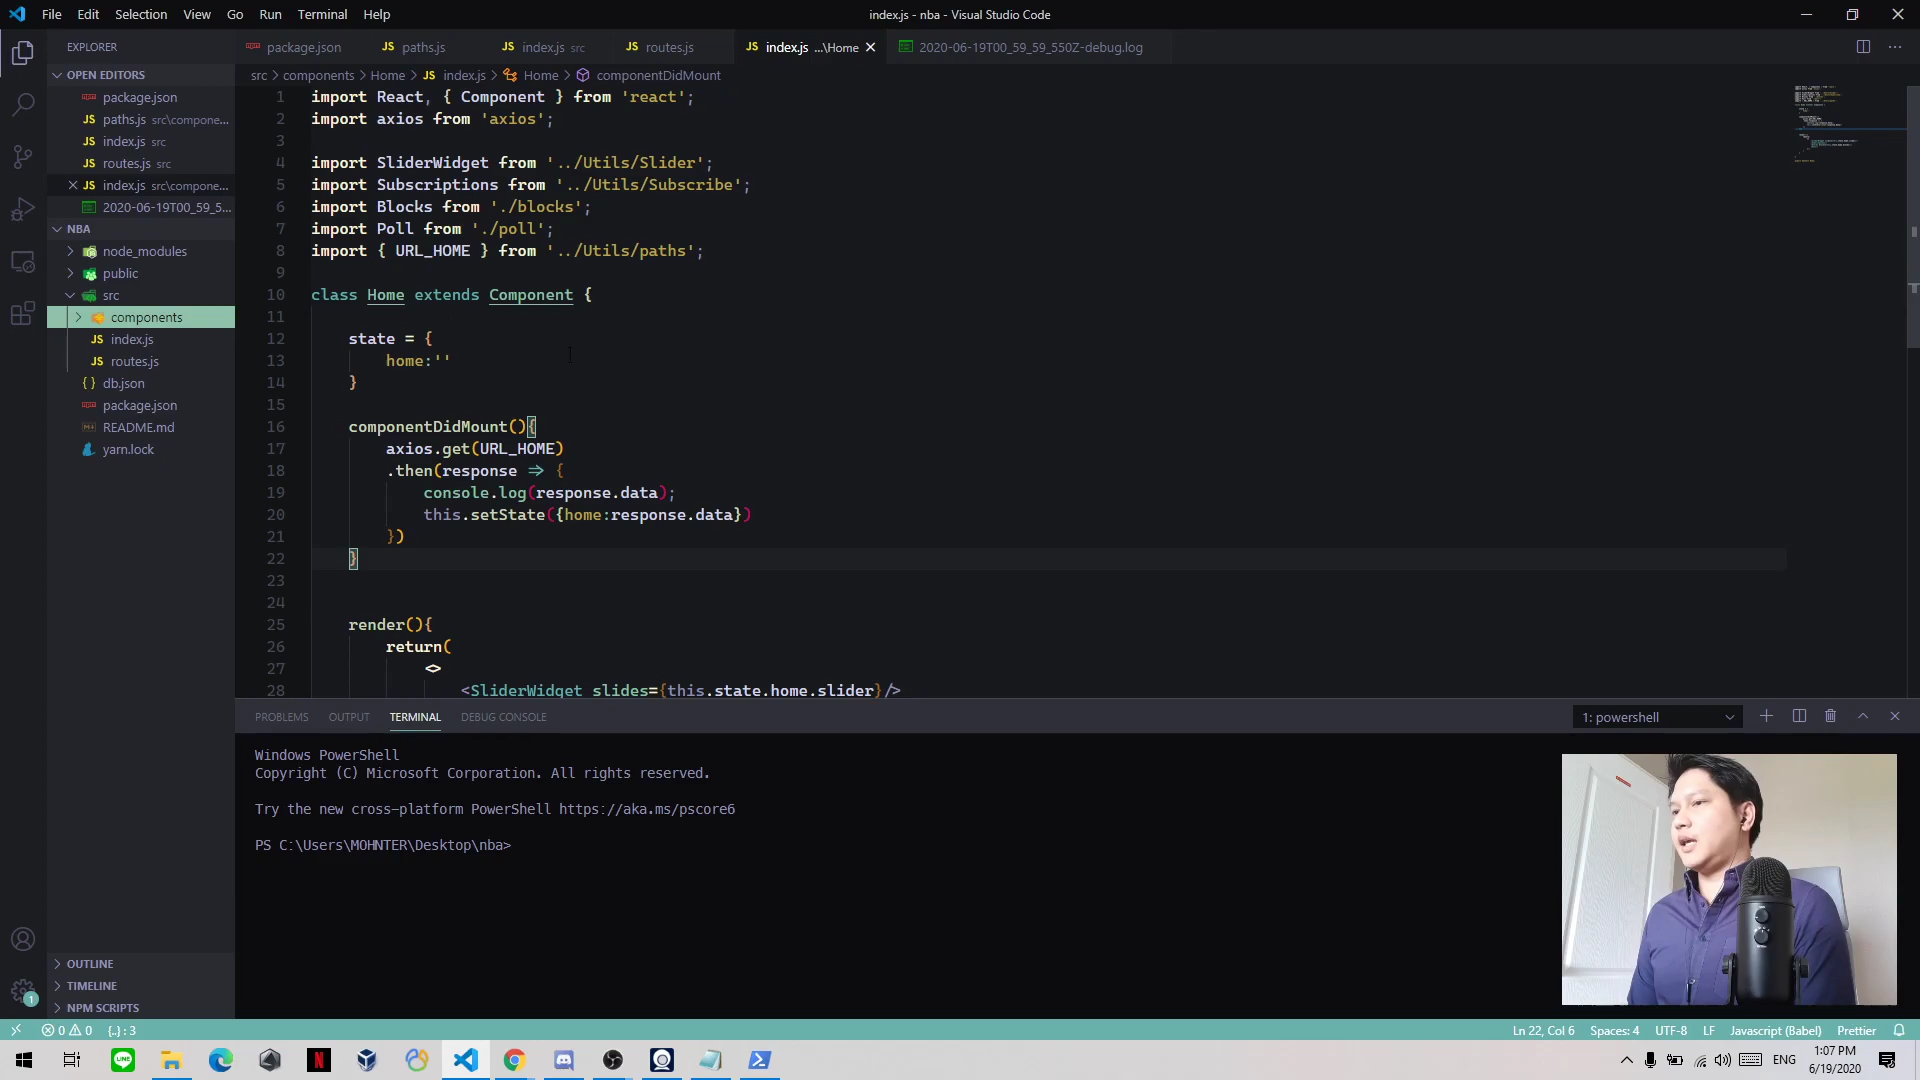 File Edit Selection View Go Run Terminal Help
index.js - nba - Visual Studio Code
EXPLORER
package.json
JS paths.js
JS index.js src
JS routes.js
JS index.js ...\Home
2020-06-19T00_59_59_550Z-debug.log
src > components > Home > JS index.js > Home > componentDidMount
OPEN EDITORS
package.json
JS paths.js src\compone...
JS index.js src
JS routes.js src
JS index.js src\compone...
2020-06-19T00_59_5...
NBA
node_modules
public
src
components
JS index.js
JS routes.js
{ } db.json
package.json
README.md
yarn.lock
OUTLINE
TIMELINE
NPM SCRIPTS
1 import React, { Component } from 'react';
2 import axios from 'axios';
3
4 import SliderWidget from '../Utils/Slider';
5 import Subscriptions from '../Utils/Subscribe';
6 import Blocks from './blocks';
7 import Poll from './poll';
8 import { URL_HOME } from '../Utils/paths';
9
10 class Home extends Component {
11
12 state = {
13 home:''
14 }
15
16 componentDidMount(){
17 axios.get(URL_HOME)
18 .then(response => {
19 console.log(response.data);
20 this.setState({home:response.data})
21 })
22 }
23
24
25 render(){
26 return(
27 <>
28 <SliderWidget slides={this.state.home.slider}/>
PROBLEMS OUTPUT TERMINAL DEBUG CONSOLE
1: powershell
Windows PowerShell
Copyright (C) Microsoft Corporation. All rights reserved.
Try the new cross-platform PowerShell https://aka.ms/pscore6
PS C:\Users\MOHNTER\Desktop\nba>
1
0 0 {..} : 3
Ln 22, Col 6 Spaces: 4 UTF-8 LF Javascript (Babel) Prettier
LINE
N
ENG
1:07 PM
6/19/2020